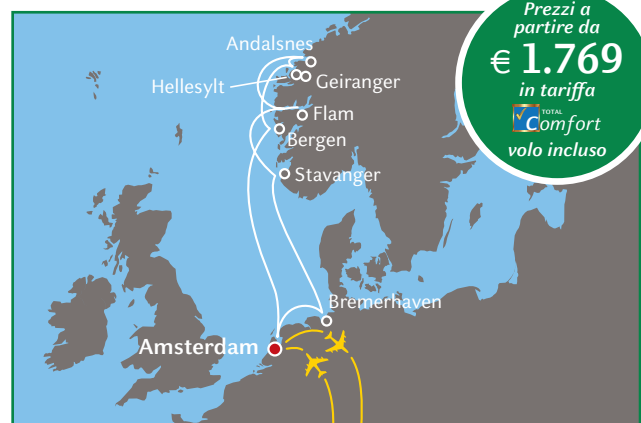 Prezzi a
partire da
€ 1.769
in tariffa
TOTAL
Comfort
volo incluso
Andalsnes
Hellesylt
Geiranger
Flam
Bergen
Stavanger
Bremerhaven
Amsterdam